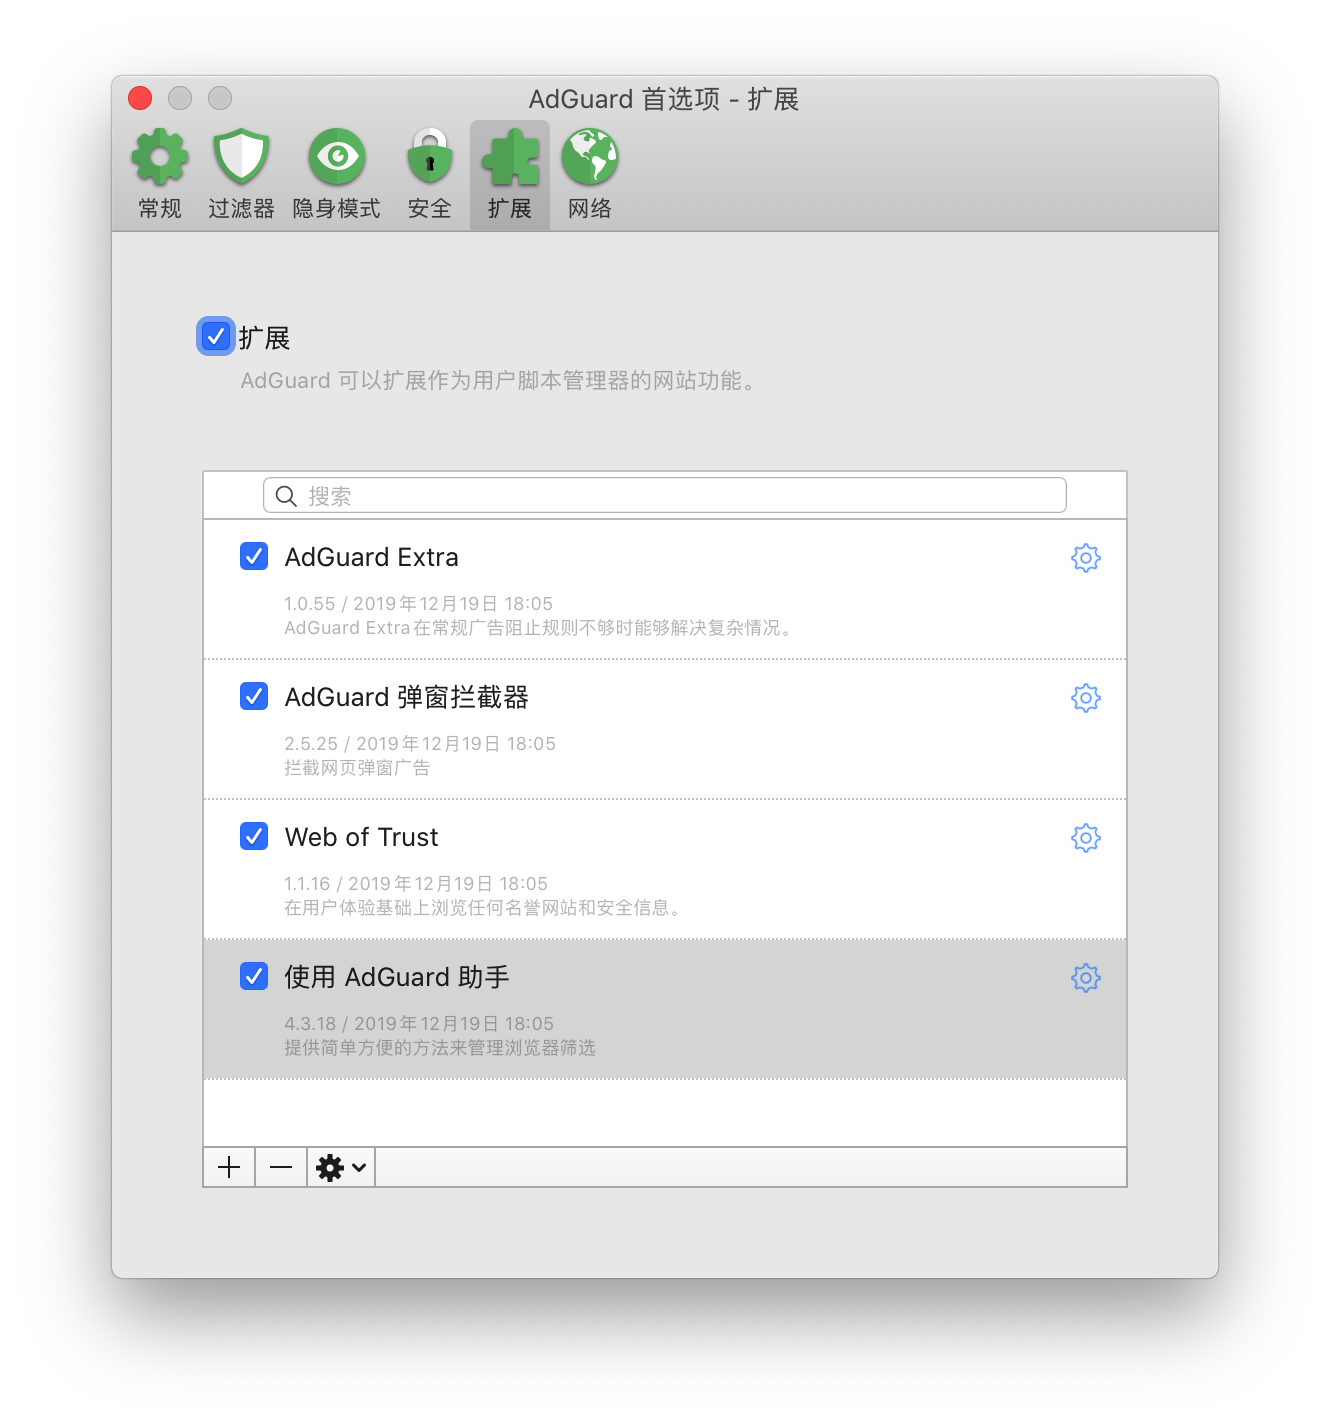 AdGuard 首选项 - 扩展
常规 过滤器 隐身模式 安全 扩展 网络
扩展
AdGuard 可以扩展作为用户脚本管理器的网站功能。
搜索
AdGuard Extra
1.0.55 / 2019年12月19日 18:05
AdGuard Extra在常规广告阻止规则不够时能够解决复杂情况。
AdGuard 弹窗拦截器
2.5.25 / 2019年12月19日 18:05
拦截网页弹窗广告
Web of Trust
1.1.16 / 2019年12月19日 18:05
在用户体验基础上浏览任何名誉网站和安全信息。
使用 AdGuard 助手
4.3.18 / 2019年12月19日 18:05
提供简单方便的方法来管理浏览器筛选